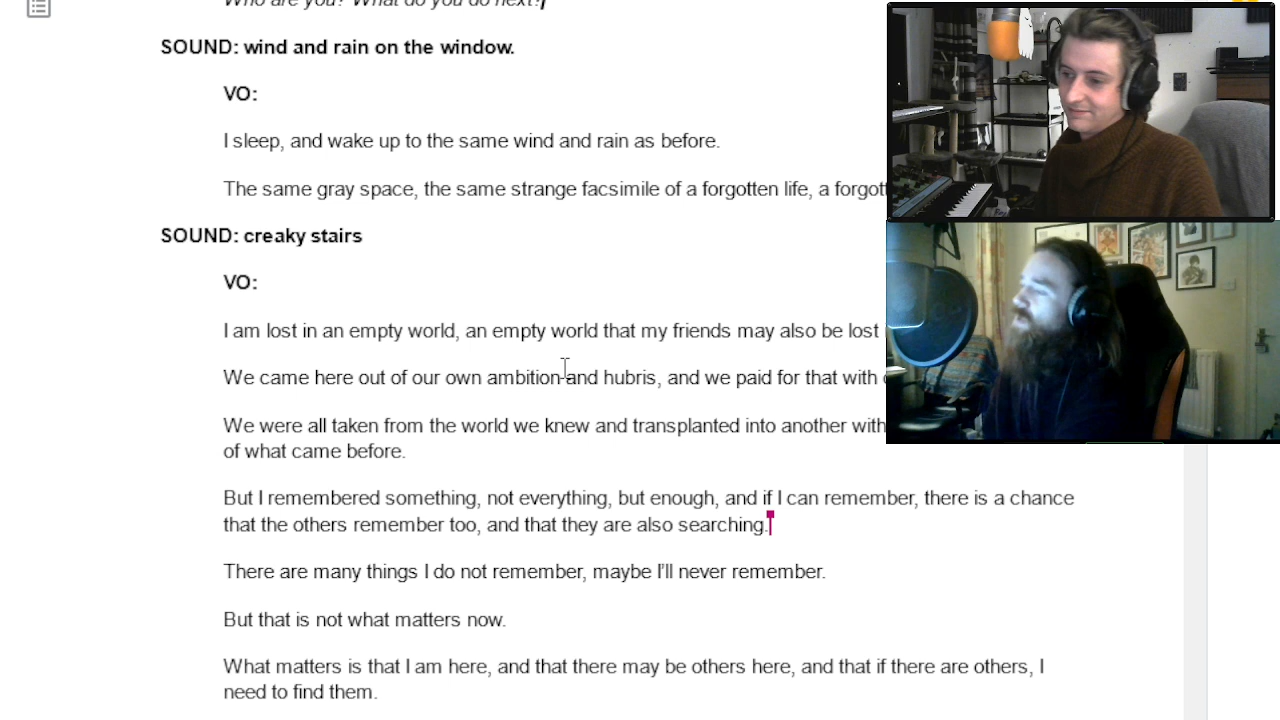 Who are you? What do you do next?
SOUND: wind and rain on the window.
VO:
I sleep, and wake up to the same wind and rain as before.
The same gray space, the same strange facsimile of a forgotten life, a
SOUND: creaky stairs
VO:
I am lost in an empty world, an empty world that my friends may also be lost
We came here out of our own ambition and hubris, and we paid for that with
We were all taken from the world we knew and transplanted into another with
of what came before.
But I remembered something, not everything, but enough, and if I can remember, there is a chance
that the others remember too, and that they are also searching.
There are many things I do not remember, maybe I'll never remember.
But that is not what matters now.
What matters is that I am here, and that there may be others here, and that if there are others, I
need to find them.